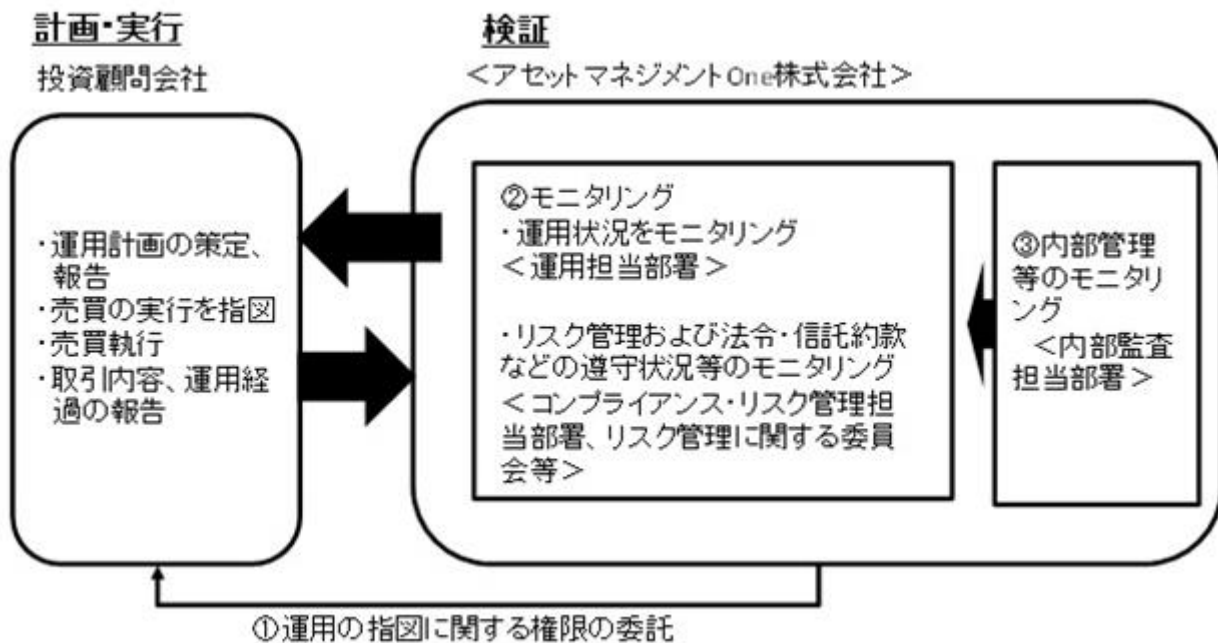 計画・実行
投資顧問会社
・運用計画の策定、
報告
・売買の実行を指図
・売買執行
・取引内容、運用経
過の報告
検証
＜アセットマネジメントOne株式会社＞
②モニタリング
・運用状況をモニタリング
＜運用担当部署＞
・リスク管理および法令・信託約款
などの遵守状況等のモニタリング
＜コンプライアンス・リスク管理担
当部署、リスク管理に関する委員
会等＞
③内部管理
等のモニタリ
ング
＜内部監査
担当部署＞
①運用の指図に関する権限の委託